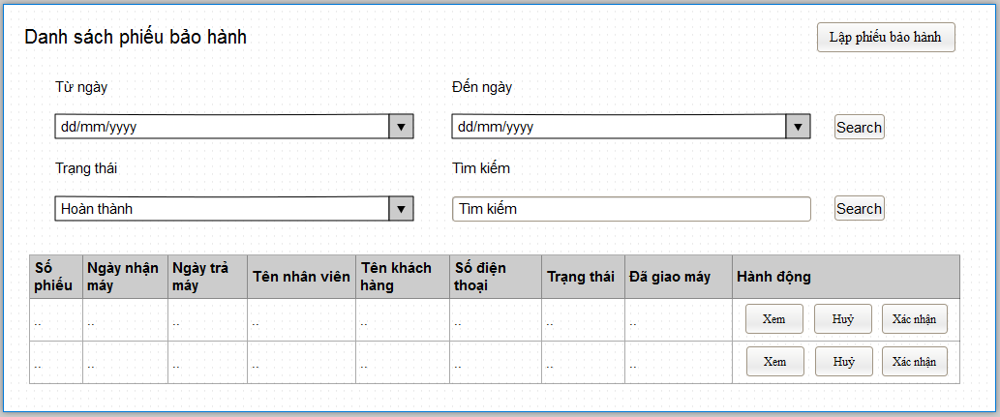 Danh sách phiếu bảo hành
Lập phiếu bảo hành
Từ ngày
Đến ngày
dd/mm/yyyy
dd/mm/yyyy
Search
Trạng thái
Tìm kiếm
Hoàn thành
Tìm kiếm
Search
Số phiếu
Ngày nhận máy
Ngày trả máy
Tên nhân viên
Tên khách hàng
Số điện thoại
Trạng thái
Đã giao máy
Hành động
.. .. .. .. .. .. .. .. Xem Huỷ Xác nhận
.. .. .. .. .. .. .. .. Xem Huỷ Xác nhận